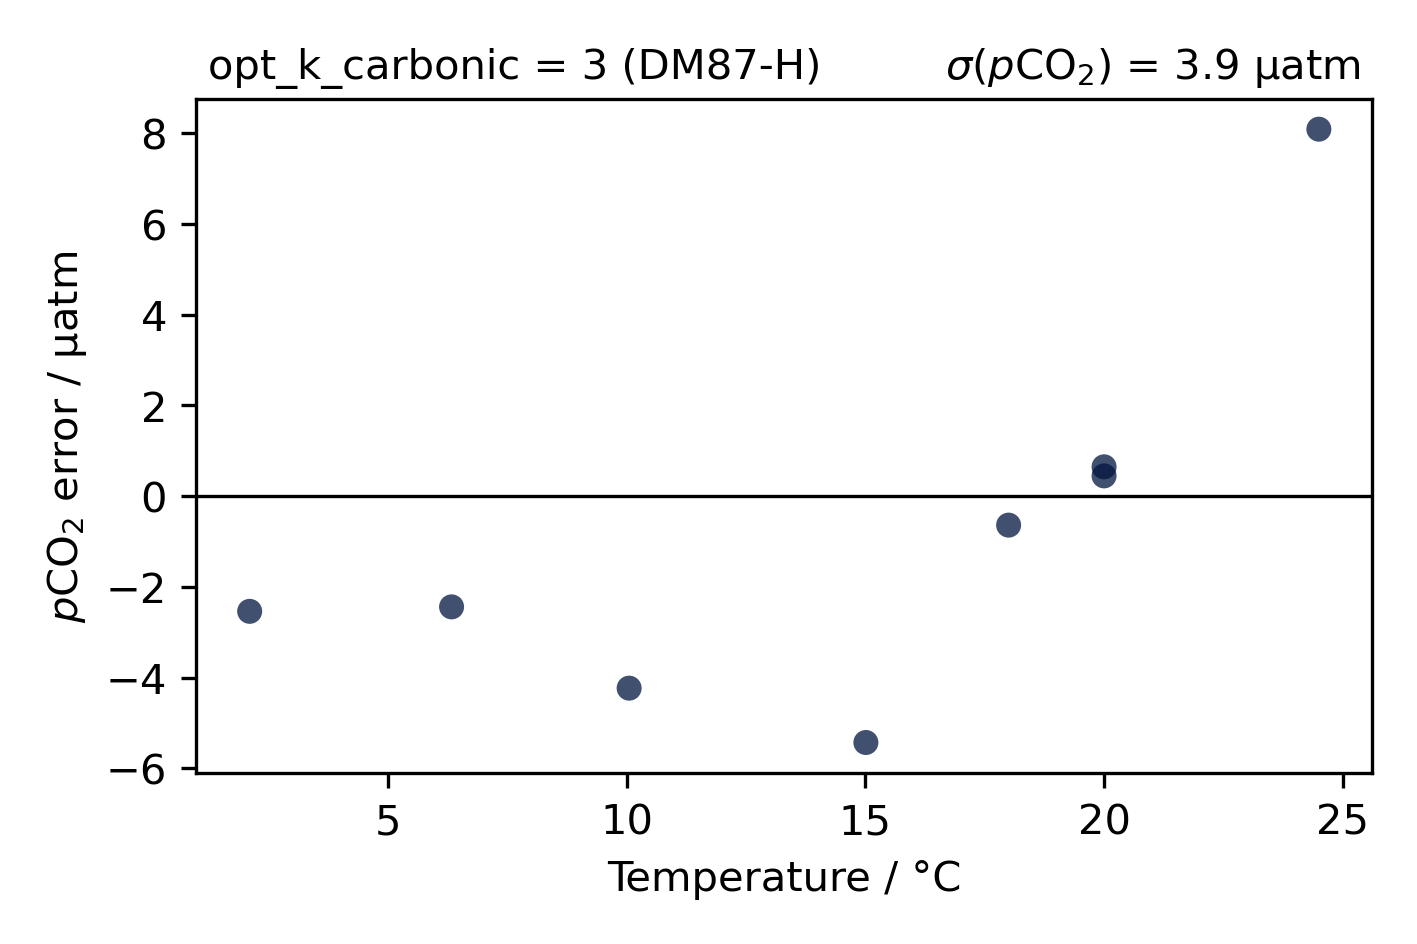 opt_k_carbonic = 3 (DM87-H)
σ(pCO₂) = 3.9 μatm
pCO₂ error / μatm
8
6
4
2
0
−2
−4
−6
5 10 15 20 25
Temperature / °C